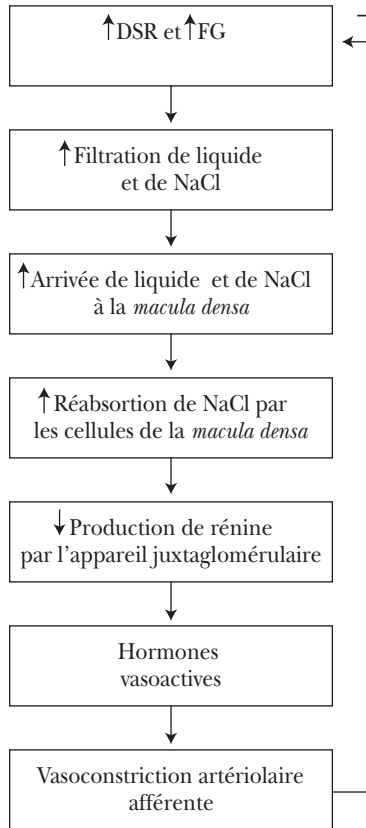 ↑DSR et ↑FG
↑Filtration de liquide
et de NaCl
↑Arrivée de liquide et de NaCl
à la macula densa
↑Réabsortion de NaCl par
les cellules de la macula densa
↓Production de rénine
par l'appareil juxtaglomérulaire
Hormones
vasoactives
Vasoconstriction artériolaire
afférente